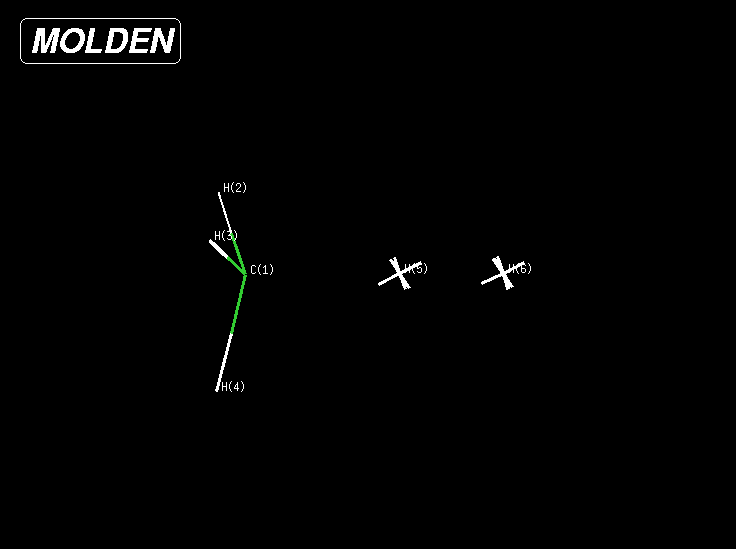 MOLDEN
H(2)
H(3)
C(1)
H(5)
H(6)
H(4)